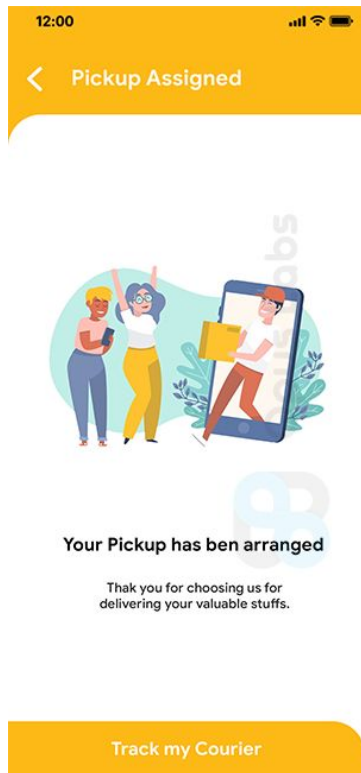 12:00
Pickup Assigned
Your Pickup has ben arranged
Thak you for choosing us for
delivering your valuable stuffs.
Track my Courier